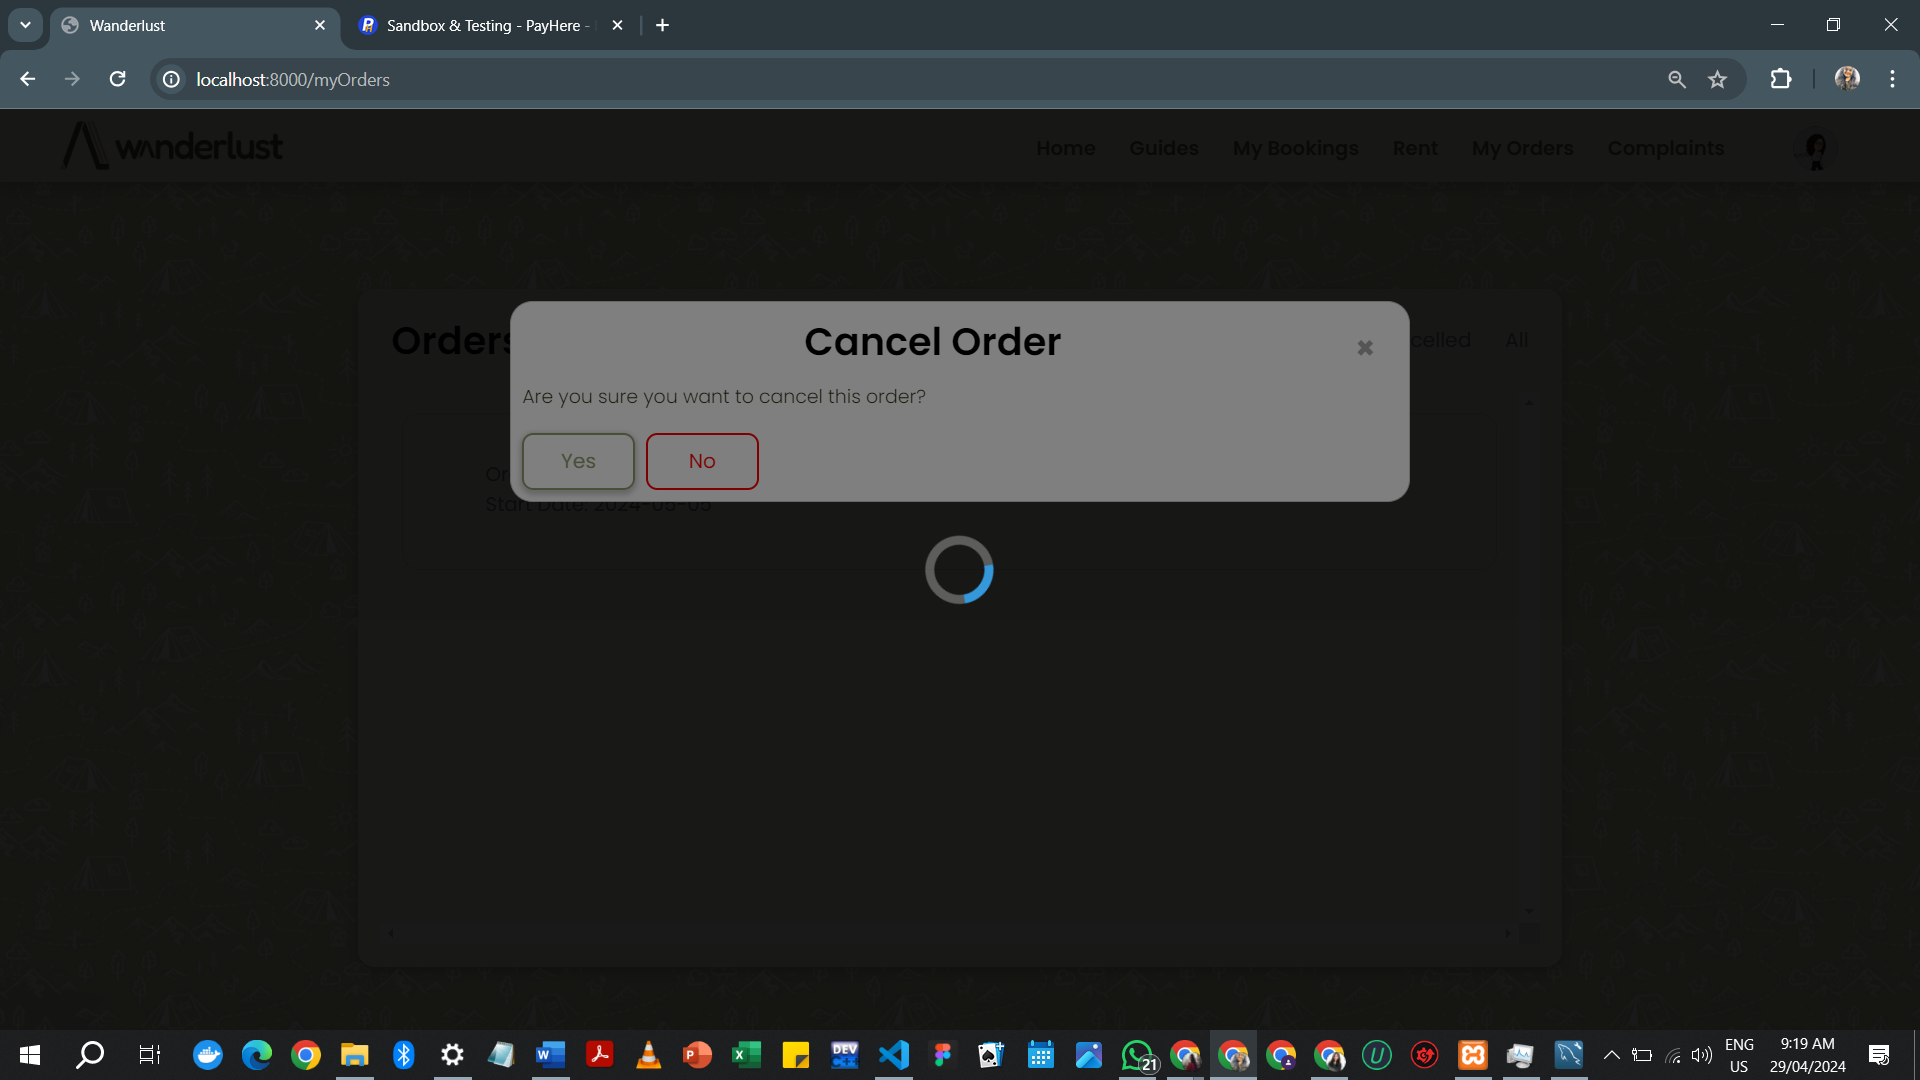 Wanderlust
Sandbox & Testing - PayHere -
localhost:8000/myOrders
wanderlust
Home
Guides
My Bookings
Rent
My Orders
Complaints
Orders
celled
All
Cancel Order
Are you sure you want to cancel this order?
Yes
No
Or
Start Date: 2024-05-05
21
DEV
C++
ENG
US
9:19 AM
29/04/2024